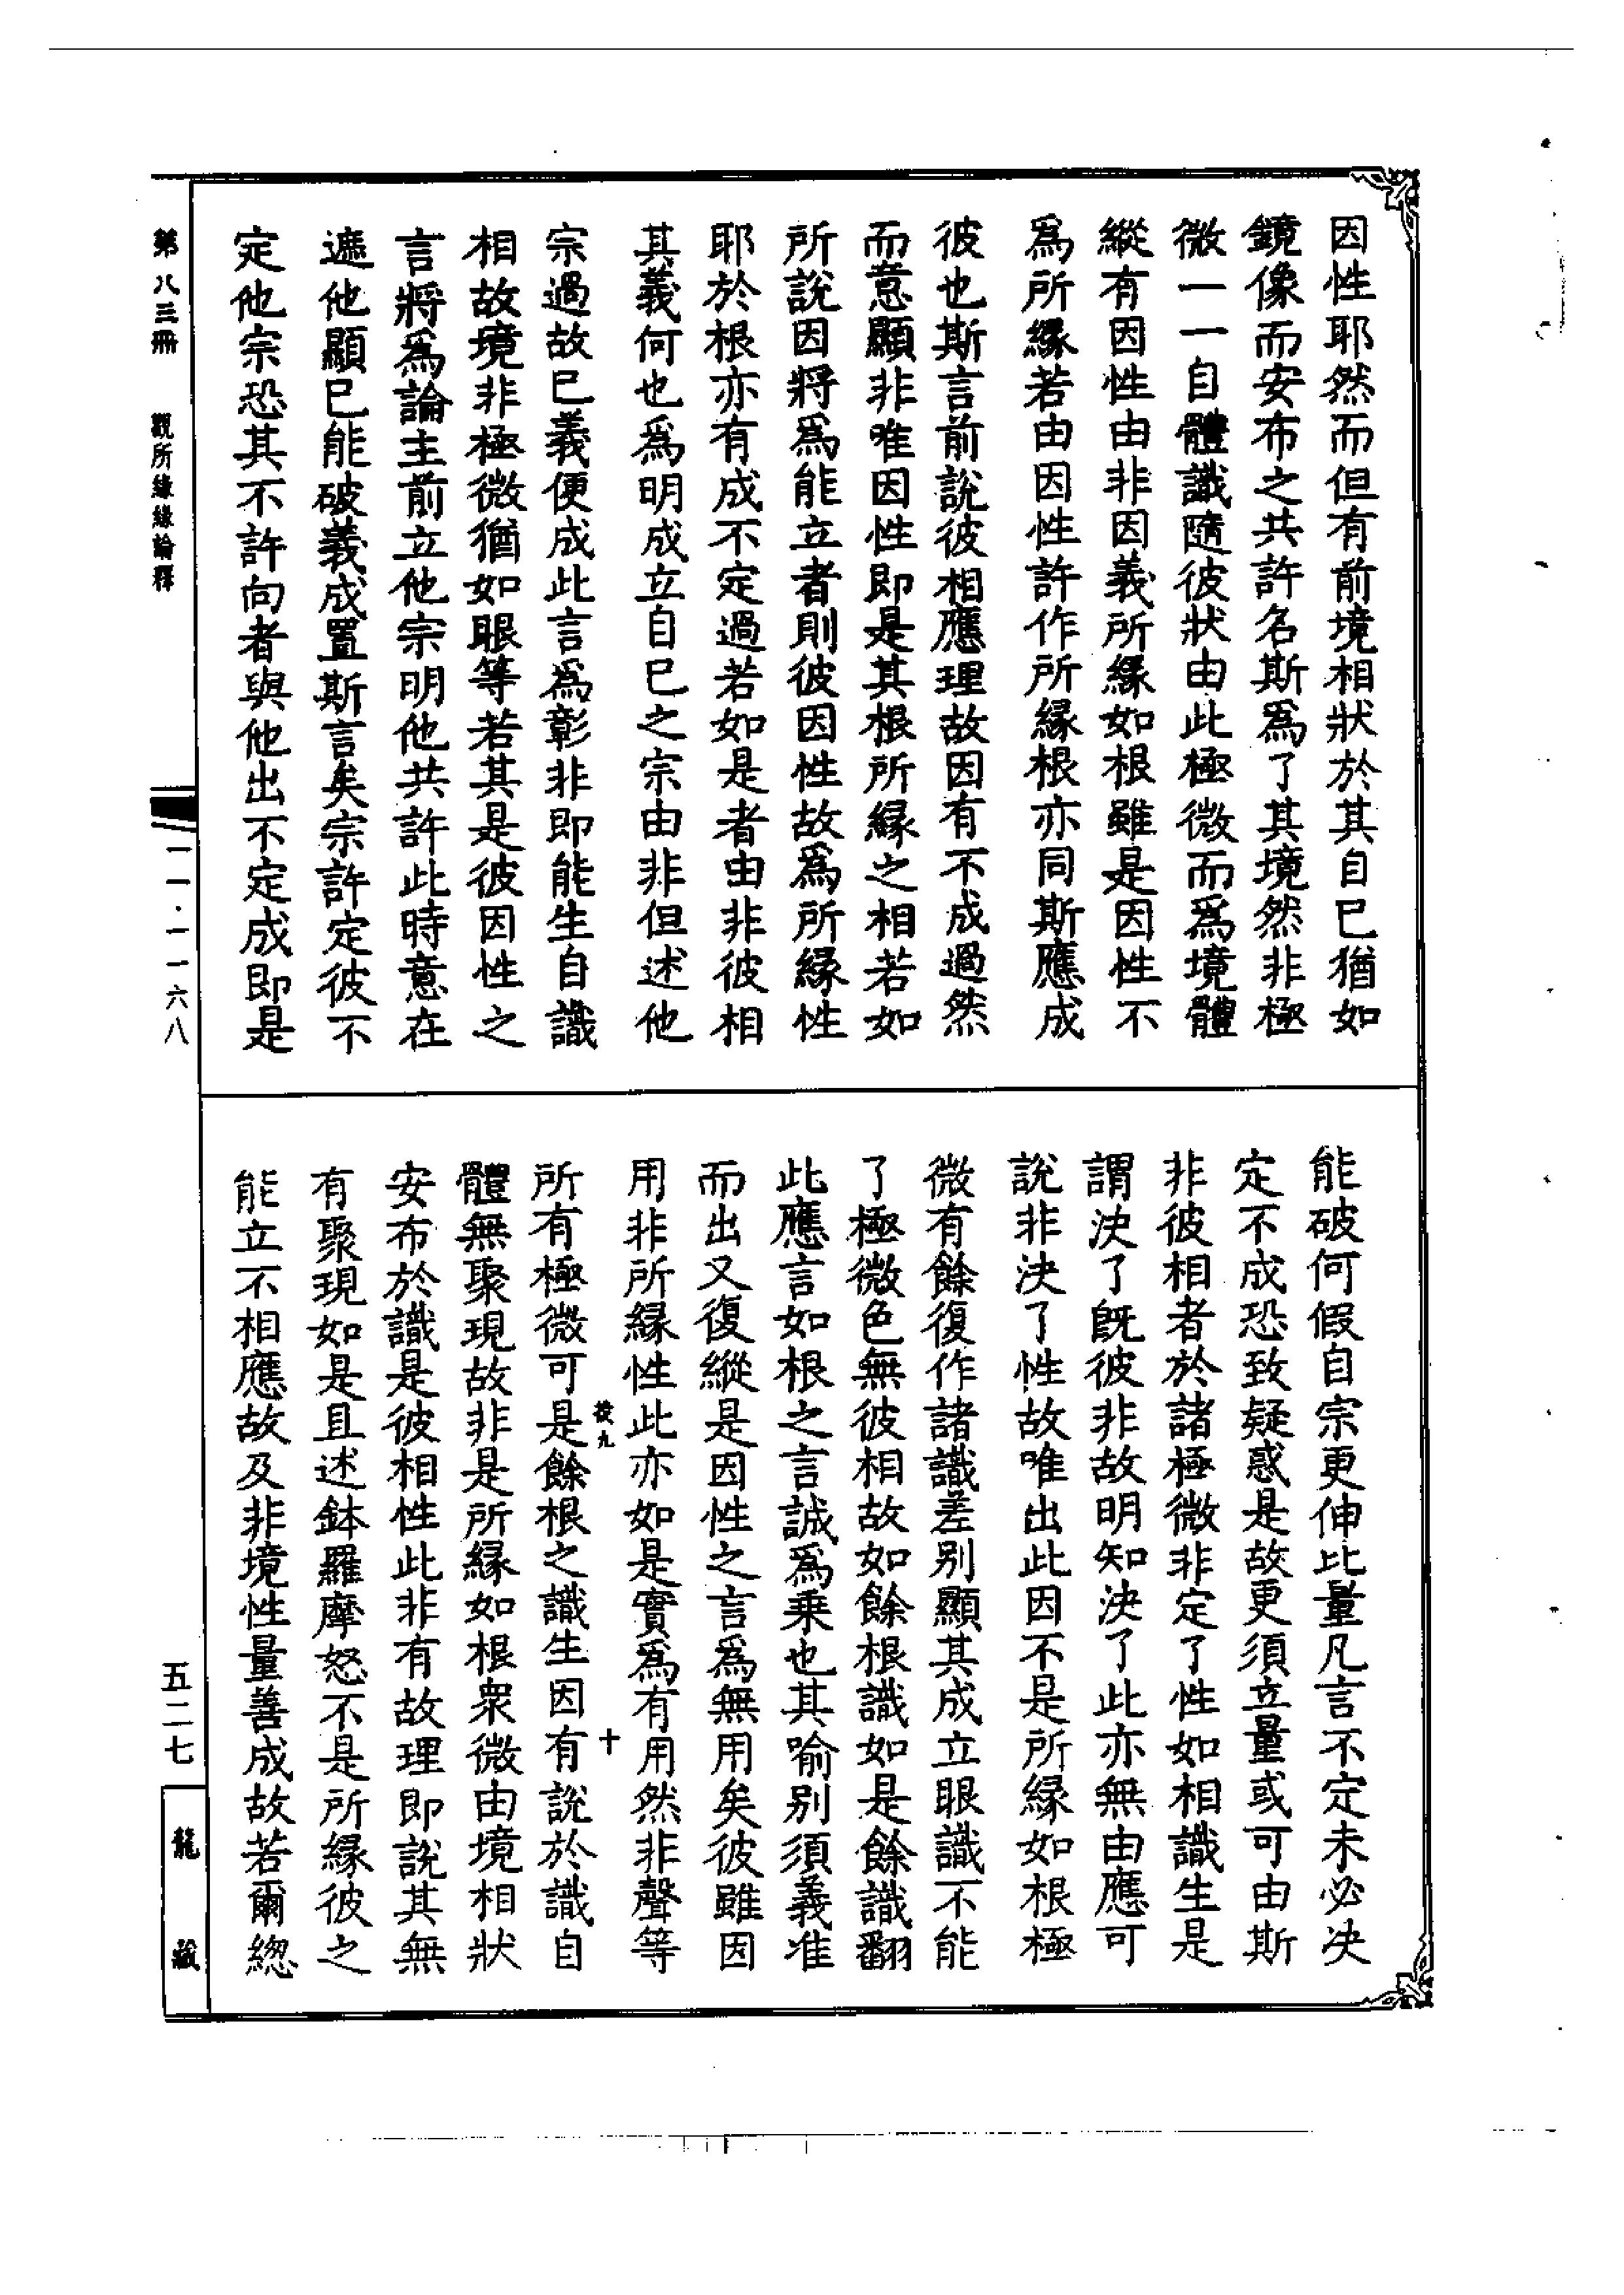 因性耶然而但有前境相狀於其自巳猶如
鏡像而安布之共許名斯爲了其境然非極
微一一自體識隨彼狀由此極微而爲境體
縱有因性由非因義所緣如根雖是因性不
爲所緣若由因性許作所緣根亦同斯應成
彼也斯言前說彼相應理故因有不成過然
而意顯非唯因性即是其根所緣之相若如
所說因將爲能立者則彼因性故爲所緣性
耶於根亦有成不定過若如是者由非彼相
其義何也爲明成立自巳之宗由非但述他
宗過故巳義便成此言爲彰非即能生自識
相故境非極微猶如眼等若其是彼因性之
言將爲論主前立他宗明他共許此時意在
遮他顯巳能破義成置斯言矣宗許定彼不
定他宗恐其不許向者與他出不定成即是
能破何假自宗更伸比量凡言不定未必決
定不成恐致疑惑是故更須立量或可由斯
非彼相者於諸極微非定了性如相識生是
謂決了既彼非故明知決了此亦無由應可
說非決了性故唯出此因不是所緣如根極
微有餘復作諸識差別顯其成立眼識不能
了極微色無彼相故如餘根識如是餘識翻
此應言如根之言誠爲乘也其喻別須義准
而出又復縱是因性之言爲無用矣彼雖因
用非所緣性此亦如是實爲有用然非聲等
所有極微可是餘根之識生因有說於識自
體無聚現故非是所緣如根衆微由境相狀
安布於識是彼相性此非有故理即說其無
有聚現如是且述鉢羅摩怒不是所緣彼之
能立不相應故及非境性量善成故若爾緫
十
第八三冊
觀所緣緣論釋
一一·一一六八
五二七
龍藏